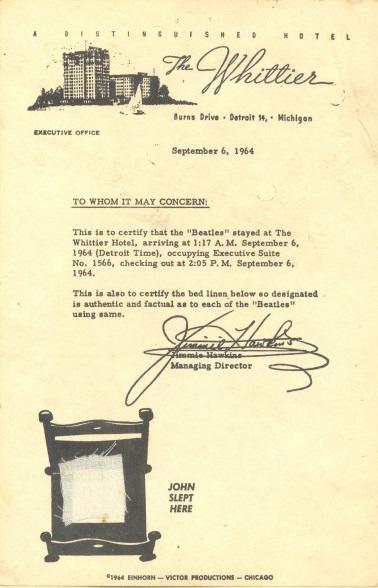 A DISTINGUISHED HOTEL
The Whittier
Burns Drive • Detroit 14, • Michigan
EXECUTIVE OFFICE
September 6, 1964
TO WHOM IT MAY CONCERN:
This is to certify that the "Beatles" stayed at The
Whittier Hotel, arriving at 1:17 A.M. September 6,
1964 (Detroit Time), occupying Executive Suite
No. 1566, checking out at 2:05 P.M. September 6,
1964.
This is also to certify the bed linen below so designated
is authentic and factual as to each of the "Beatles"
using same.
Jimmie Hawkins
Jimmie Hawkins
Managing Director
JOHN
SLEPT
HERE
©1964 EINHORN — VICTOR PRODUCTIONS — CHICAGO